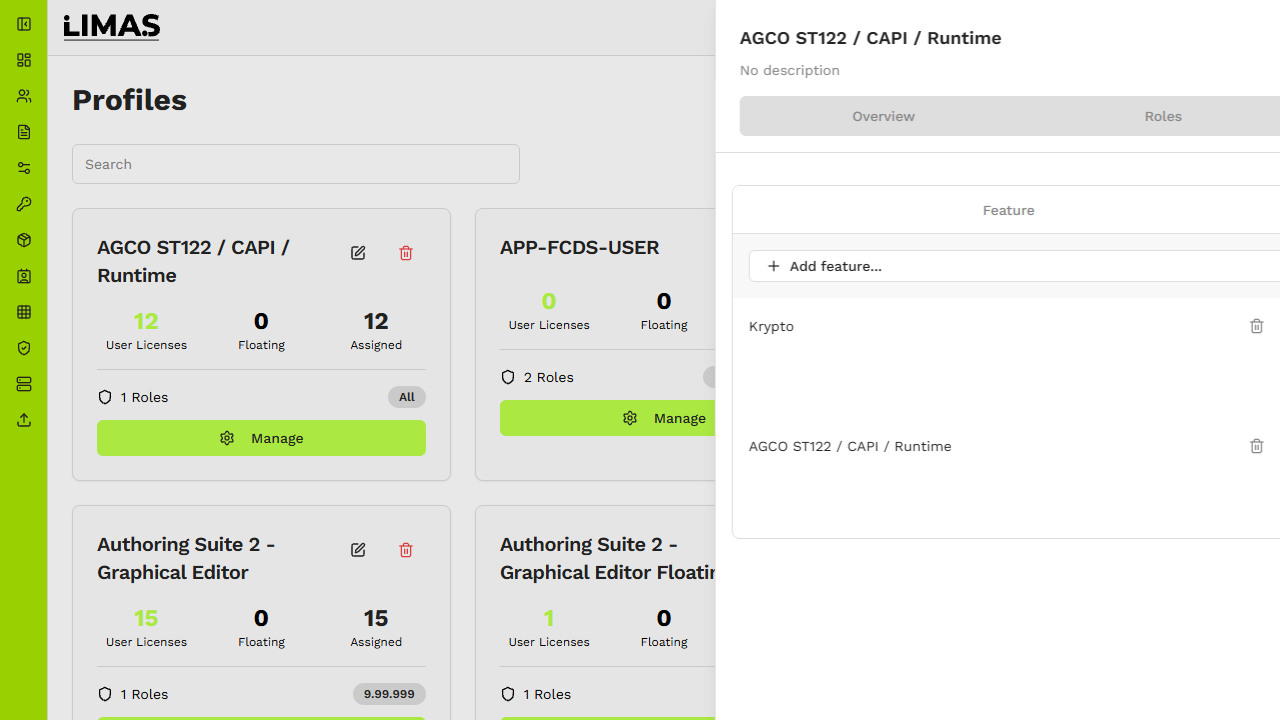 LIMAS
Profiles
Search
AGCO ST122 / CAPI /
Runtime
12
User Licenses
0
Floating
12
Assigned
1 Roles
All
Manage
APP-FCDS-USER
0
User Licenses
0
Floating
2 Roles
Manage
Authoring Suite 2 -
Graphical Editor
15
User Licenses
0
Floating
15
Assigned
1 Roles
9.99.999
Authoring Suite 2 -
Graphical Editor Floatin
1
User Licenses
0
Floating
1 Roles
AGCO ST122 / CAPI / Runtime
No description
Overview
Roles
Feature
Add feature...
Krypto
AGCO ST122 / CAPI / Runtime